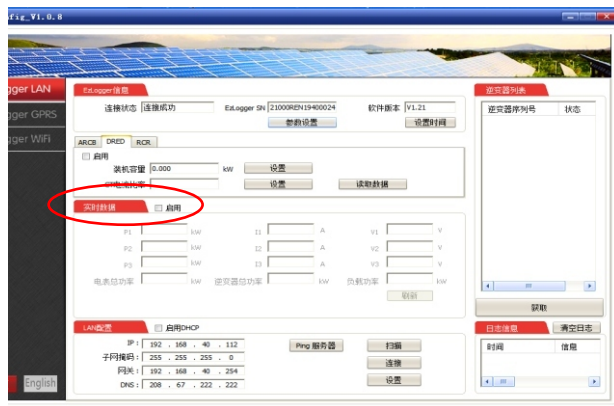 nfig_V1.0.8
gger LAN
gger GPRS
gger WiFi
English
EzLogger信息
连接状态 连接成功 EzLogger SN 21000REN19400024 软件版本 V1.21
参数设置 设置时间
ARCB DRED RCR
启用
装机容量 0.000 kW 设置
电流比率 设置 读取数据
实时数据 启用
P1 kW I1 A V1 V
P2 kW I2 A V2 V
P3 kW I3 A V3 V
电表总功率 kW 逆变器总功率 kW 负载功率 kW
刷新
LAN配置 启用DHCP
IP: 192 . 168 . 40 . 112 Ping 服务器 扫描
子网掩码: 255 . 255 . 255 . 0 连接
网关: 192 . 168 . 40 . 254 设置
DNS: 208 . 67 . 222 . 222
逆变器列表
逆变器序列号 状态
获取
日志信息 清空日志
时间 信息